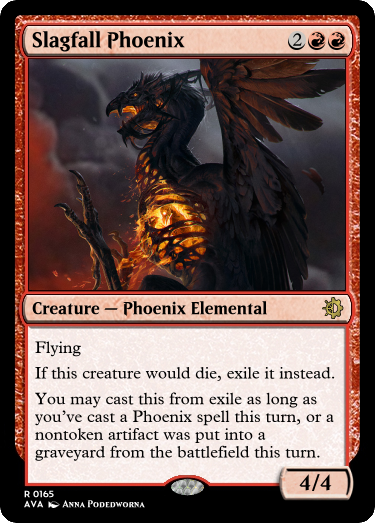 Slagfall Phoenix 2
Creature — Phoenix Elemental
Flying
If this creature would die, exile it instead.
You may cast this from exile as long as
you've cast a Phoenix spell this turn, or a
nontoken artifact was put into a
graveyard from the battlefield this turn.
4/4
R 0165
AVA Anna Podedworna